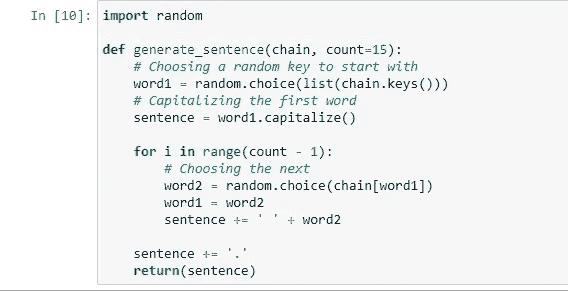 In [10]: import random
def generate_sentence(chain, count=15):
# Choosing a random key to start with
word1 = random.choice(list(chain.keys()))
# Capitalizing the first word
sentence = word1.capitalize()
for i in range(count - 1):
# Choosing the next
word2 = random.choice(chain[word1])
word1 = word2
sentence += ' ' + word2
sentence += '.'
return(sentence)